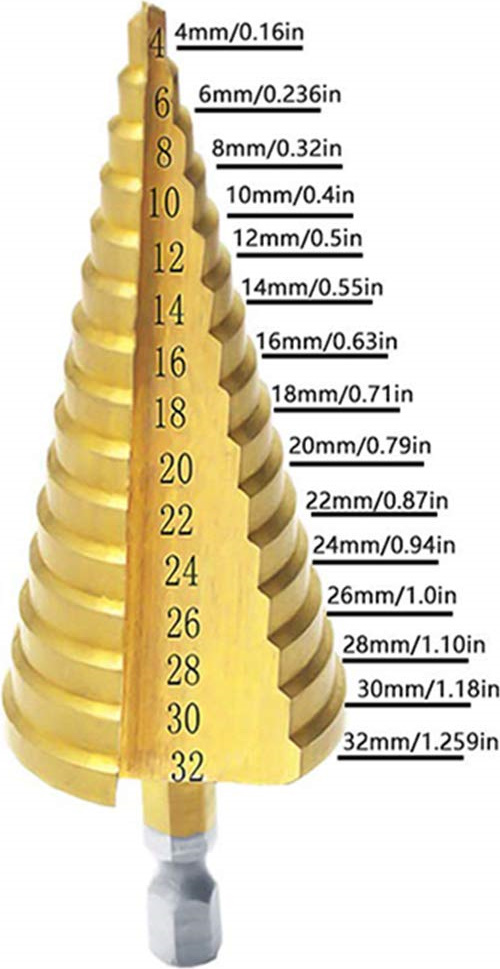 4 4mm/0.16in
6 6mm/0.236in
8 8mm/0.32in
10 10mm/0.4in
12 12mm/0.5in
14 14mm/0.55in
16 16mm/0.63in
18 18mm/0.71in
20 20mm/0.79in
22 22mm/0.87in
24 24mm/0.94in
26 26mm/1.0in
28 28mm/1.10in
30 30mm/1.18in
32 32mm/1.259in